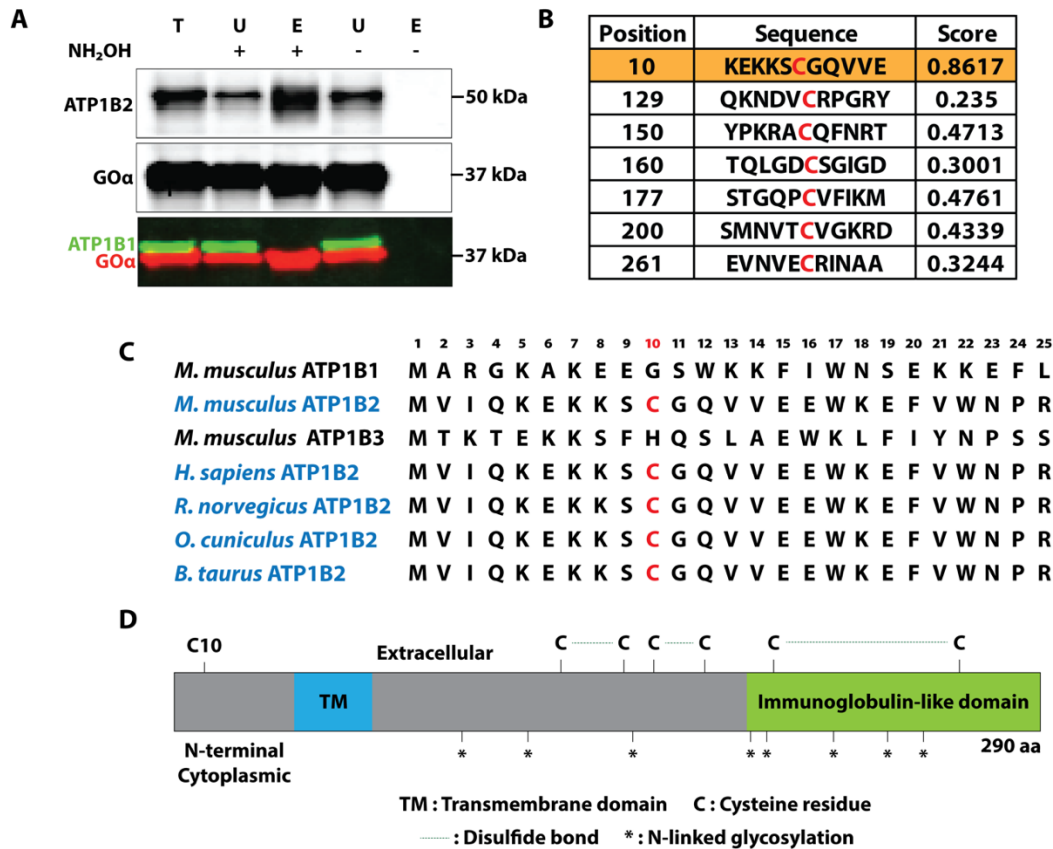 A
T U E U E
NH₂OH + + - -
ATP1B2
50 kDa
GOα
37 kDa
ATP1B1
GOα
37 kDa
B
Position Sequence Score
10 KEKKSCGQVVE 0.8617
129 QKNDVCRPGRY 0.235
150 YPKRACQFNRT 0.4713
160 TQLGDCSGIGD 0.3001
177 STGQPCVFIKM 0.4761
200 SMNVTCVGKRD 0.4339
261 EVNVECRINAA 0.3244
C
1 2 3 4 5 6 7 8 9 10 11 12 13 14 15 16 17 18 19 20 21 22 23 24 25
M. musculus ATP1B1 M A R G K A K E E G S W K K F I W N S E K K E F L
M. musculus ATP1B2 M V I Q K E K K S C G Q V V E E W K E F V W N P R
M. musculus ATP1B3 M T K T E K K S F H Q S L A E W K L F I Y N P S S
H. sapiens ATP1B2 M V I Q K E K K S C G Q V V E E W K E F V W N P R
R. norvegicus ATP1B2 M V I Q K E K K S C G Q V V E E W K E F V W N P R
O. cuniculus ATP1B2 M V I Q K E K K S C G Q V V E E W K E F V W N P R
B. taurus ATP1B2 M V I Q K E K K S C G Q V V E E W K E F V W N P R
D
C10 Extracellular C C C C C C
TM Immunoglobulin-like domain
N-terminal
Cytoplasmic
* * * * * * * *
290 aa
TM : Transmembrane domain C : Cysteine residue
: Disulfide bond * : N-linked glycosylation